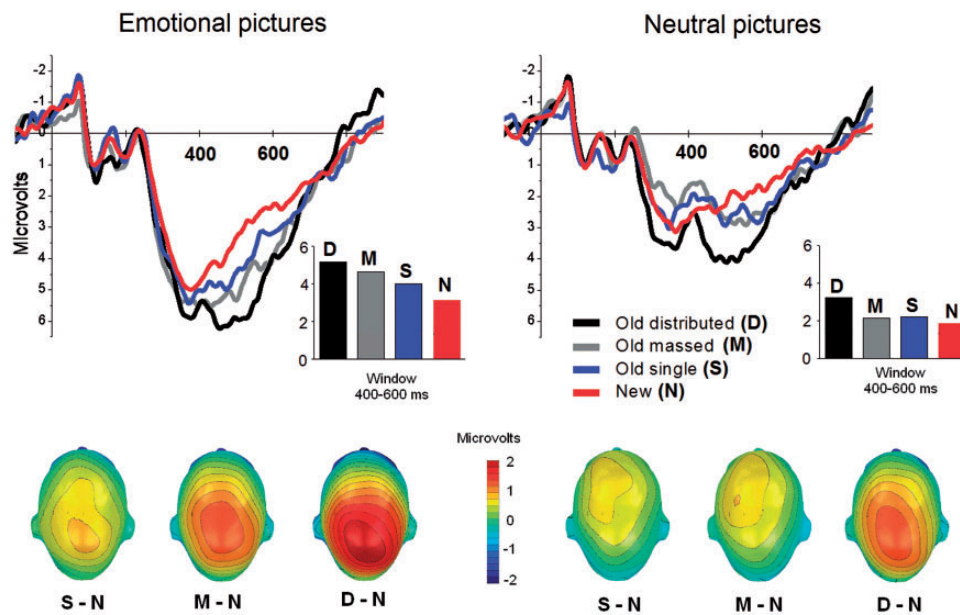 Emotional pictures
Neutral pictures
Microvolts
-2
-1
0
1
2
3
4
5
6
400
600
D
M
S
N
6
4
2
0
Window
400-600 ms
-2
-1
0
1
2
3
4
5
6
400
600
Old distributed (D)
Old massed (M)
Old single (S)
New (N)
D
M
S
N
6
4
2
0
Window
400-600 ms
Microvolts
2
1
0
-1
-2
S - N
M - N
D - N
S - N
M - N
D - N